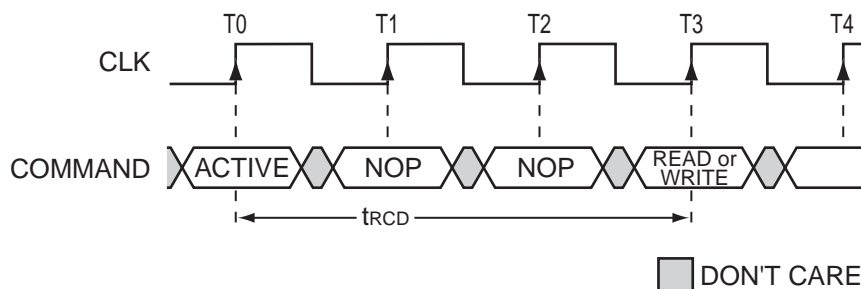 T0 T1 T2 T3 T4
CLK
COMMAND ACTIVE NOP NOP READ or
WRITE
tRCD
DON'T CARE